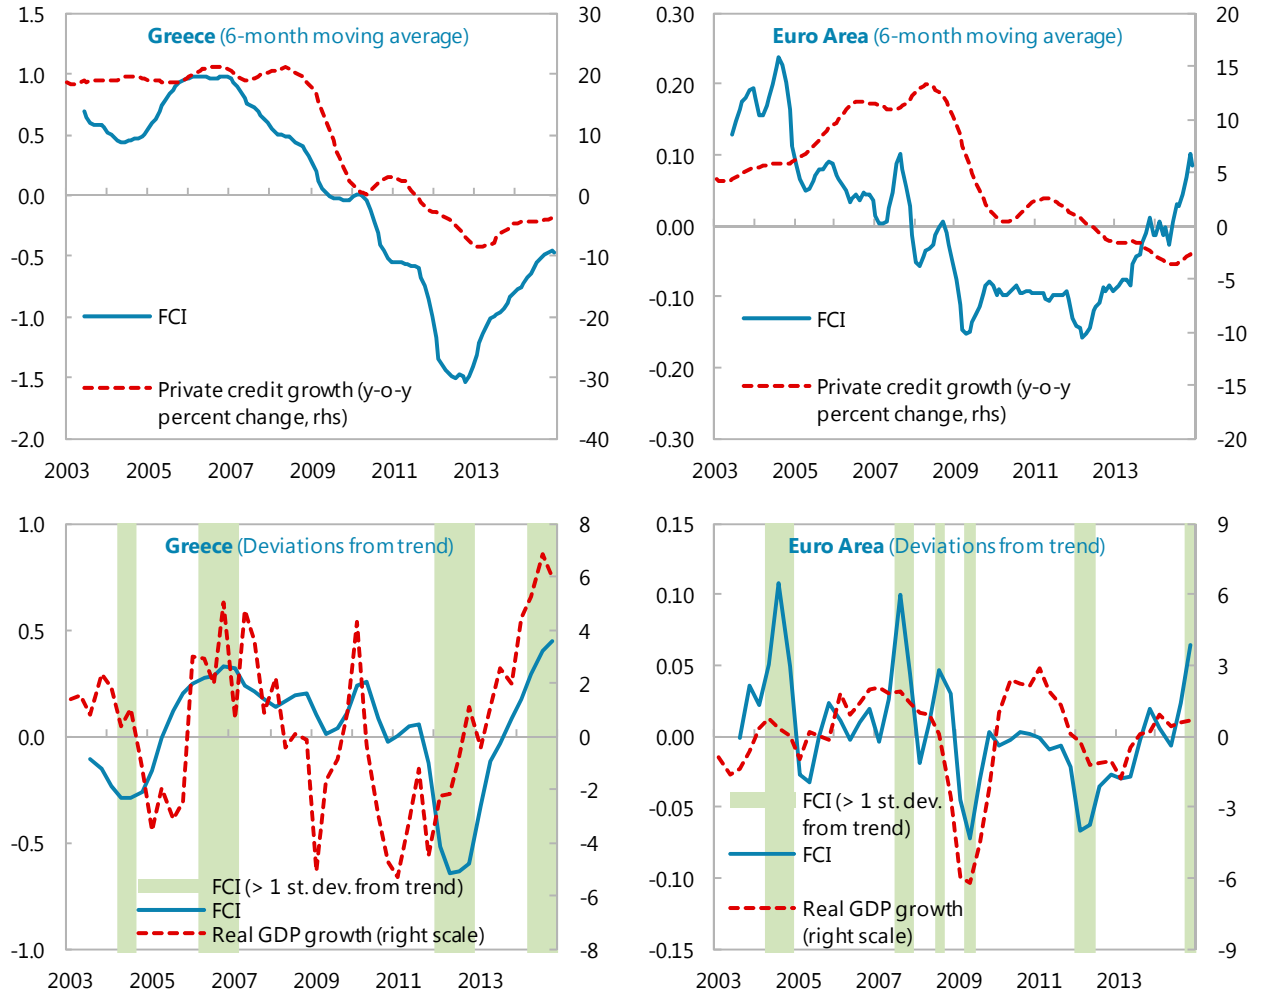 Greece (6-month moving average)
1.5
1.0
0.5
0.0
-0.5
-1.0
-1.5
-2.0
30
20
10
0
-10
-20
-30
-40
FCI
Private credit growth (y-o-y
percent change, rhs)
2003 2005 2007 2009 2011 2013
Euro Area (6-month moving average)
0.30
0.20
0.10
0.00
-0.10
-0.20
-0.30
20
15
10
5
0
-5
-10
-15
-20
FCI
Private credit growth (y-o-y
percent change, rhs)
2003 2005 2007 2009 2011 2013
Greece (Deviations from trend)
1.0
0.5
0.0
-0.5
-1.0
8
6
4
2
0
-2
-4
-6
-8
FCI (> 1 st. dev. from trend)
FCI
Real GDP growth (right scale)
2003 2005 2007 2009 2011 2013
Euro Area (Deviations from trend)
0.15
0.10
0.05
0.00
-0.05
-0.10
-0.15
9
6
3
0
-3
-6
-9
FCI (> 1 st. dev.
from trend)
FCI
Real GDP growth
(right scale)
2003 2005 2007 2009 2011 2013